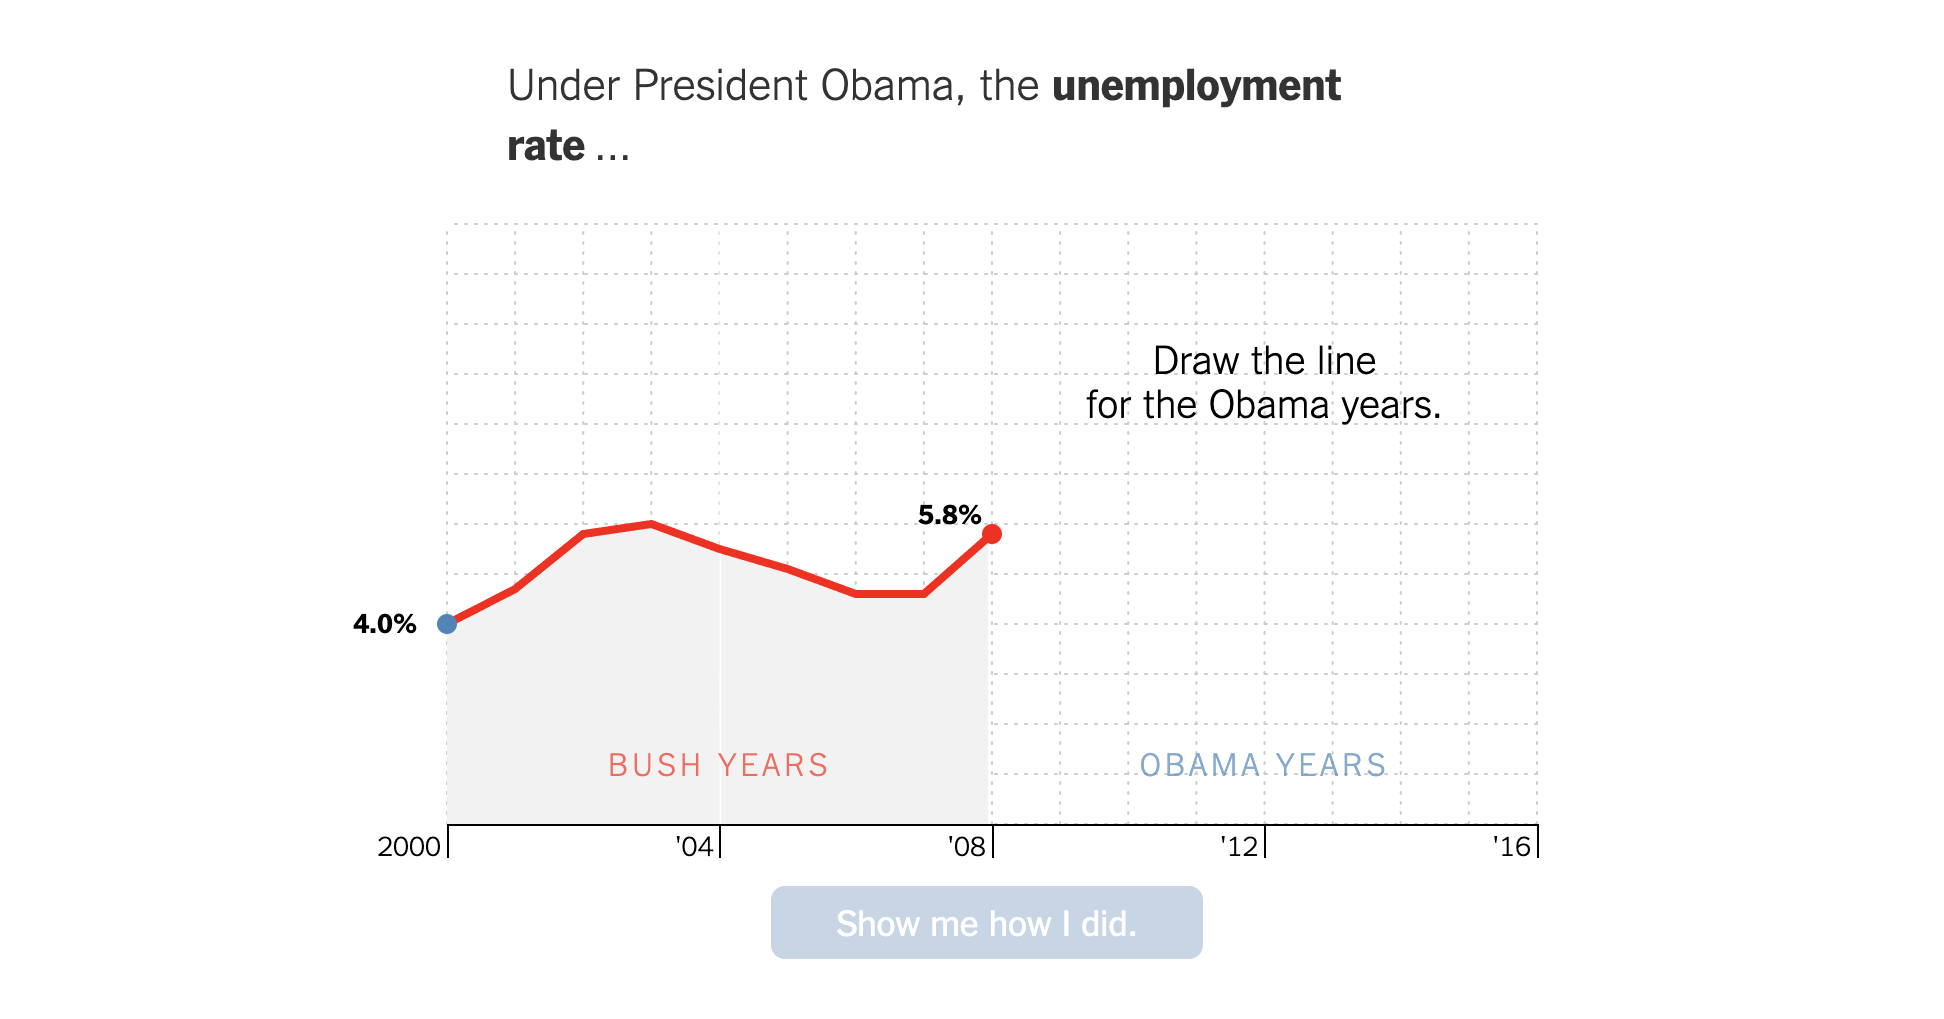 Under President Obama, the unemployment
rate ...
Draw the line
for the Obama years.
5.8%
4.0%
BUSH YEARS
OBAMA YEARS
2000
'04
'08
'12
'16
Show me how I did.